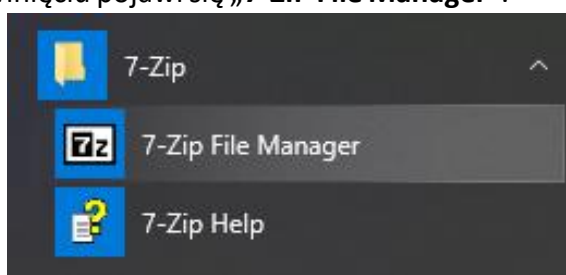 pojawi się „7-Zip File Manager”.
7-Zip
7z 7-Zip File Manager
7-Zip Help